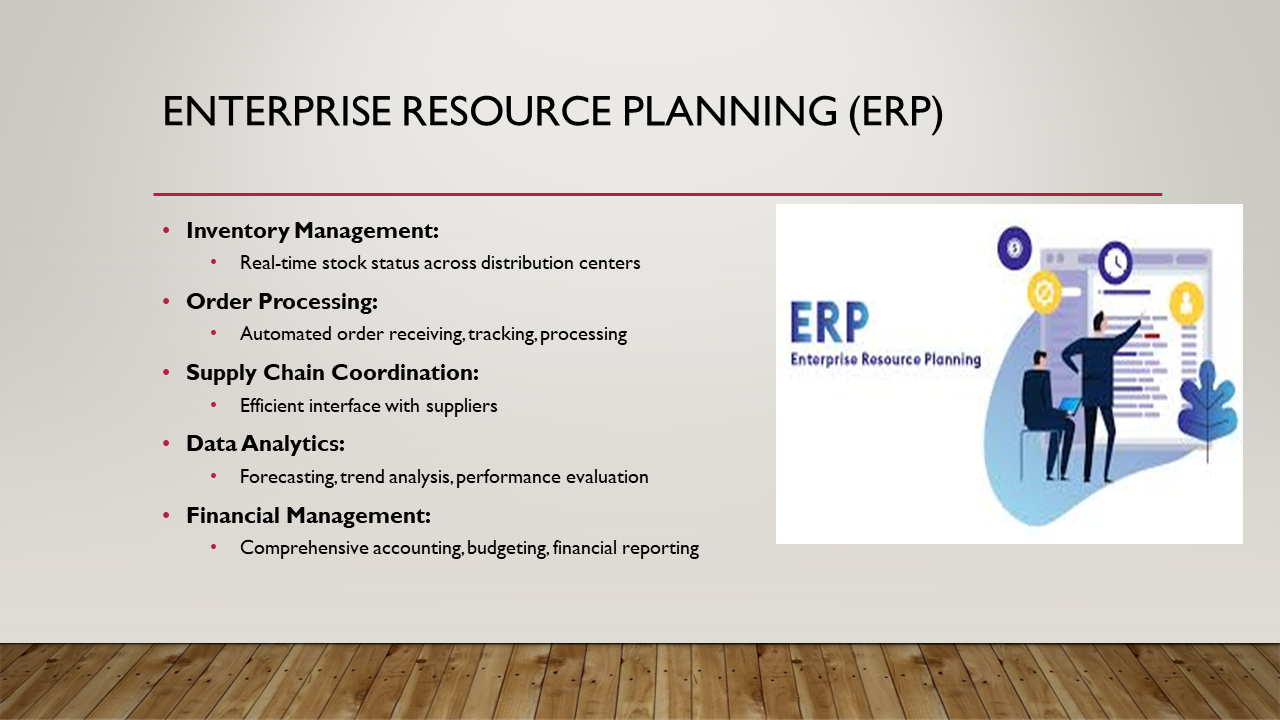 ENTERPRISE RESOURCE PLANNING (ERP)
• Inventory Management:
• Real-time stock status across distribution centers
• Order Processing:
• Automated order receiving, tracking, processing
• Supply Chain Coordination:
• Efficient interface with suppliers
• Data Analytics:
• Forecasting, trend analysis, performance evaluation
• Financial Management:
• Comprehensive accounting, budgeting, financial reporting
ERP
Enterprise Resource Planning